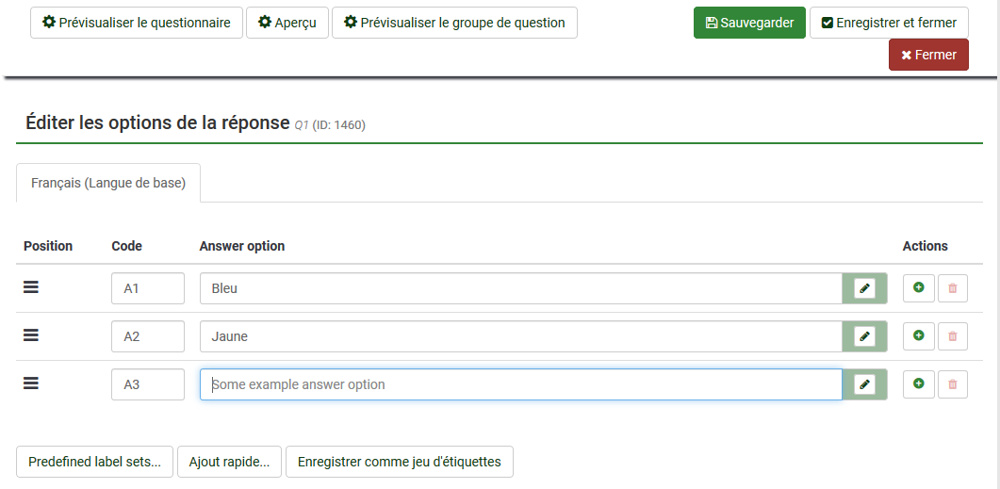 Prévisualiser le questionnaire Aperçu Prévisualiser le groupe de question Sauvegarder Enregistrer et fermer
Fermer
Éditer les options de la réponse Q1 (ID: 1460)
Français (Langue de base)
Position Code Answer option Actions
A1 Bleu
A2 Jaune
A3 Some example answer option
Predefined label sets... Ajout rapide... Enregistrer comme jeu d'étiquettes